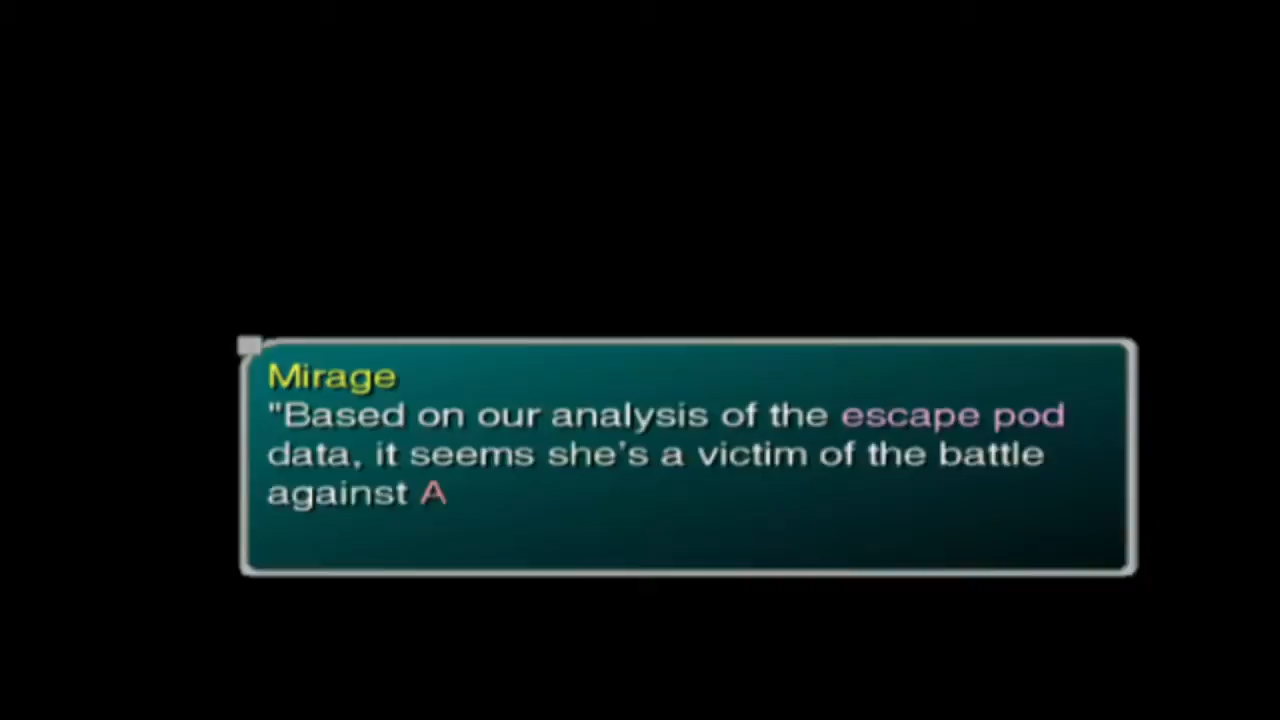 Mirage
"Based on our analysis of the escape pod
data, it seems she's a victim of the battle
against A